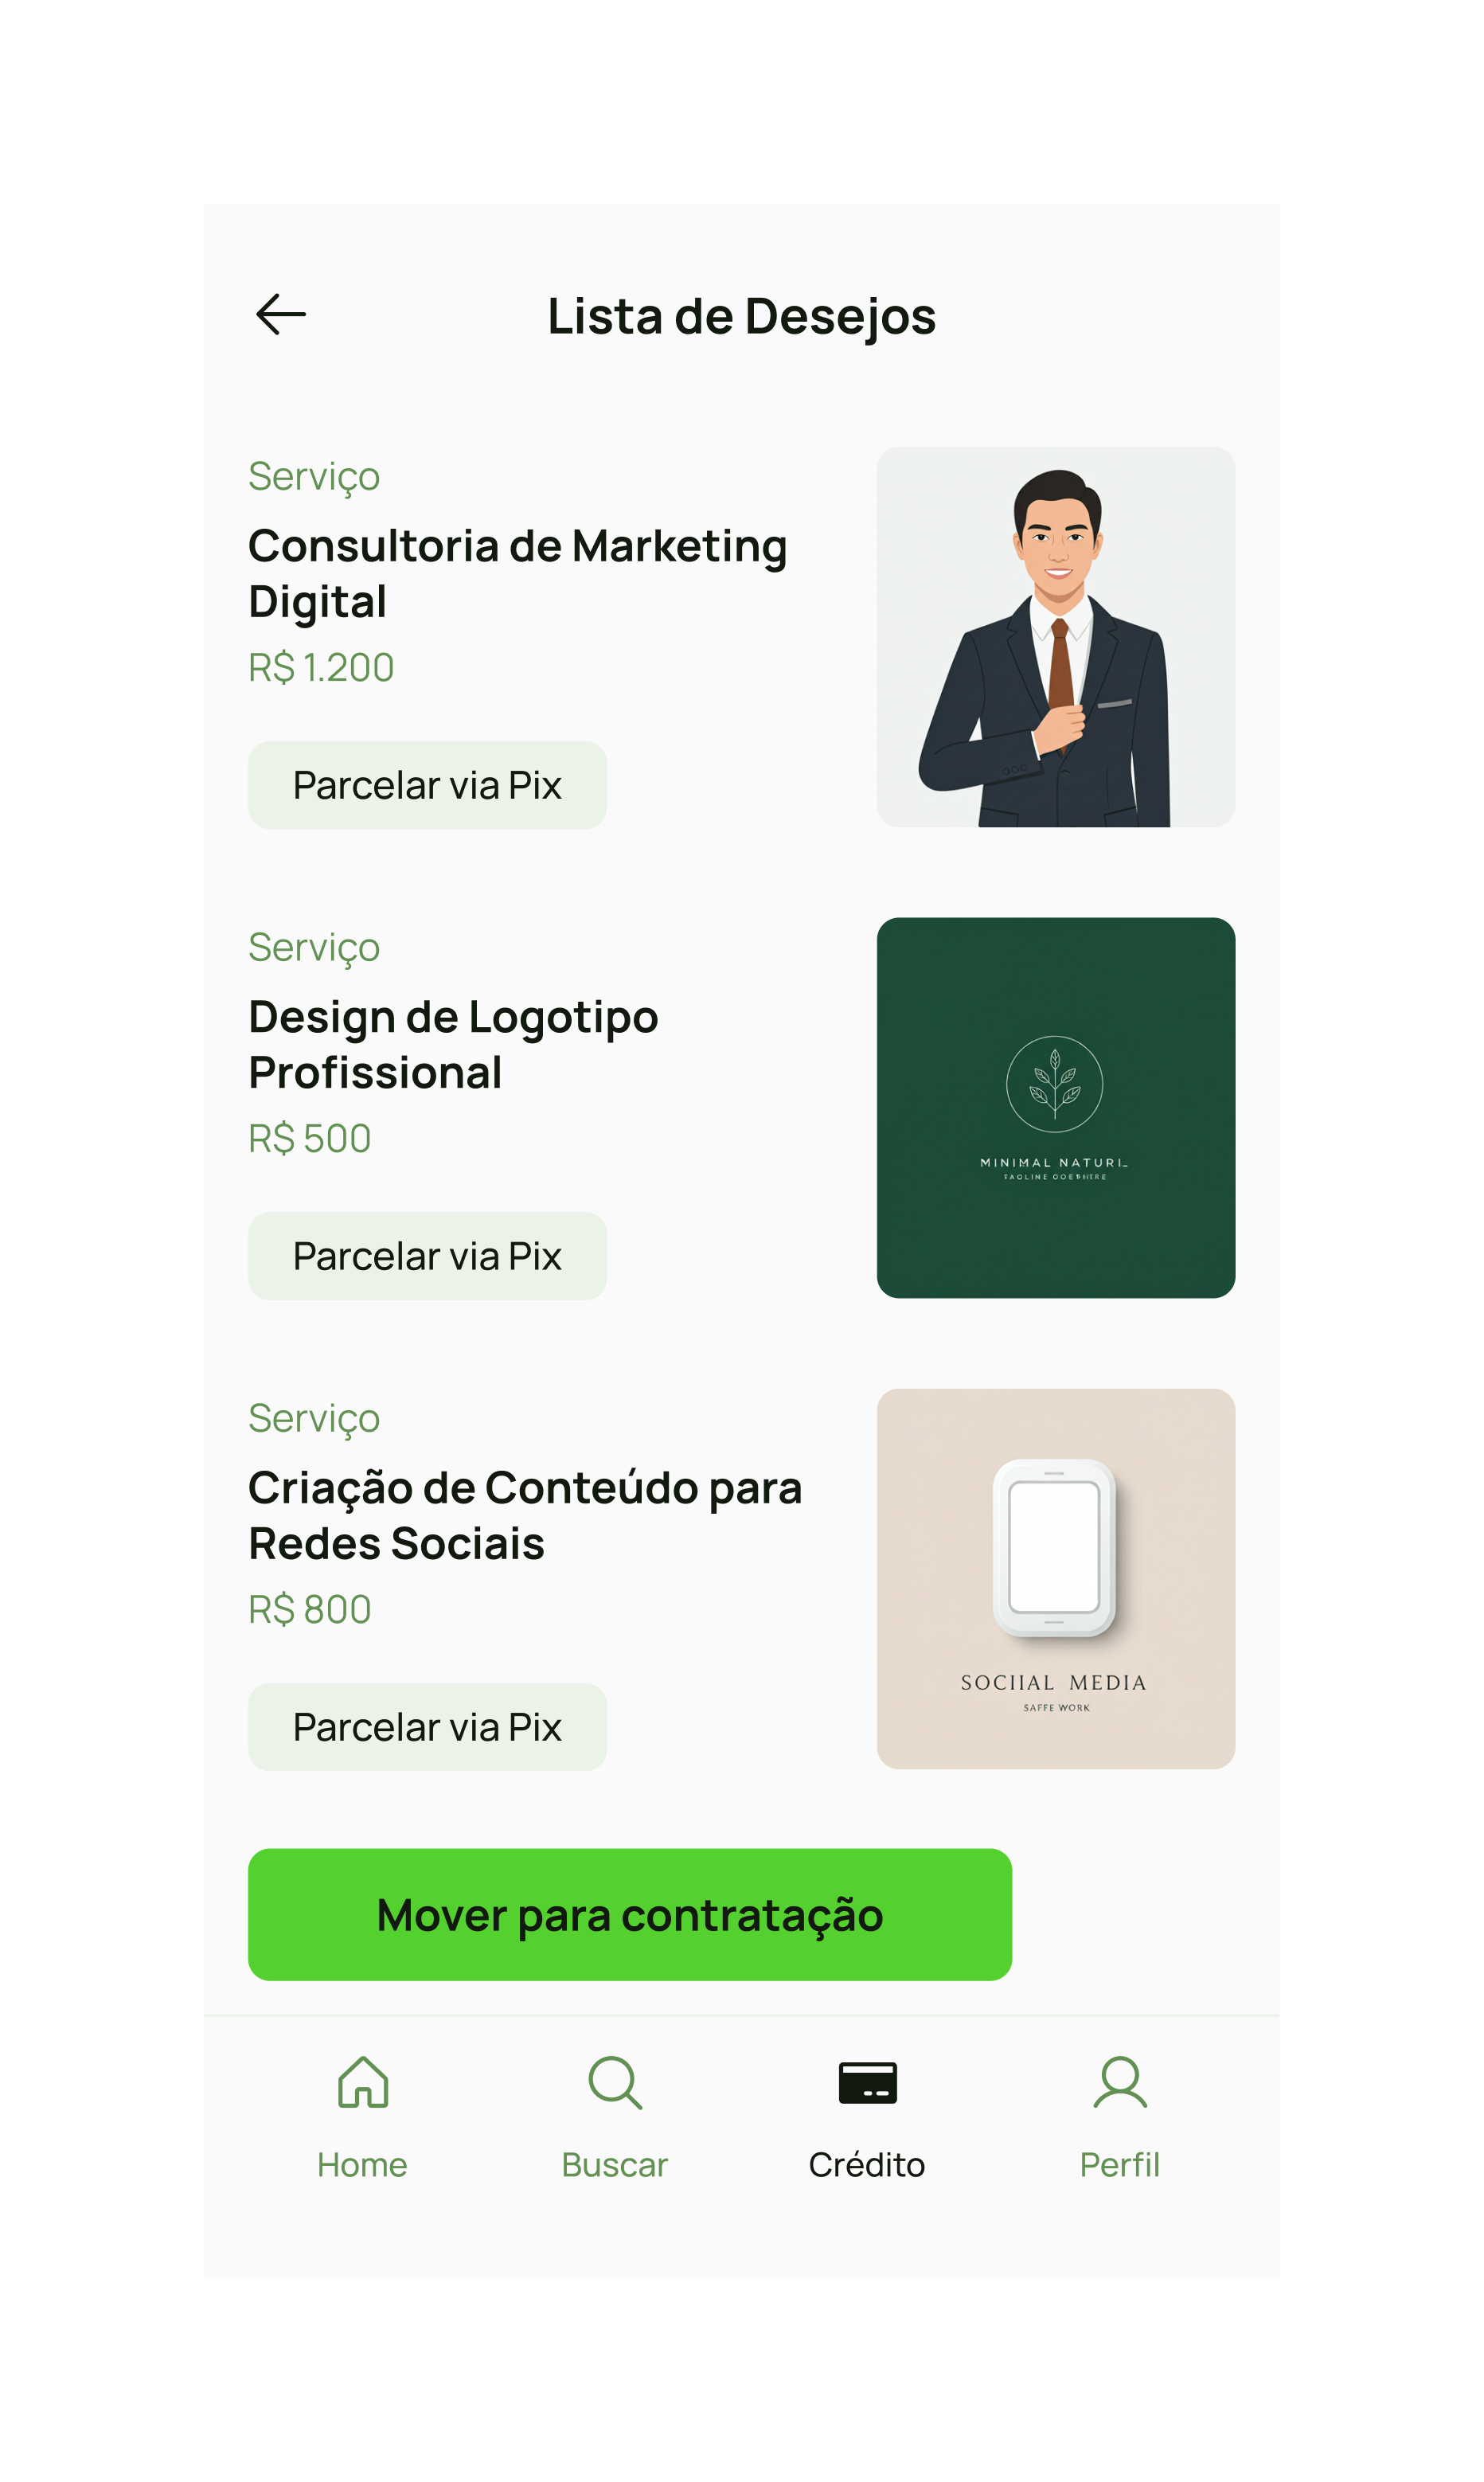 Lista de Desejos
Serviço
Consultoria de Marketing
Digital
R$ 1.200
Parcelar via Pix
Serviço
Design de Logotipo
Profissional
R$ 500
Parcelar via Pix
MINIMAL
TAGLINE
Serviço
Criação de Conteúdo para
Redes Sociais
R$ 800
Parcelar via Pix
SOCIIAL MEDIA
SAFFE WORK
Mover para contratação
Home
Buscar
Crédito
Perfil